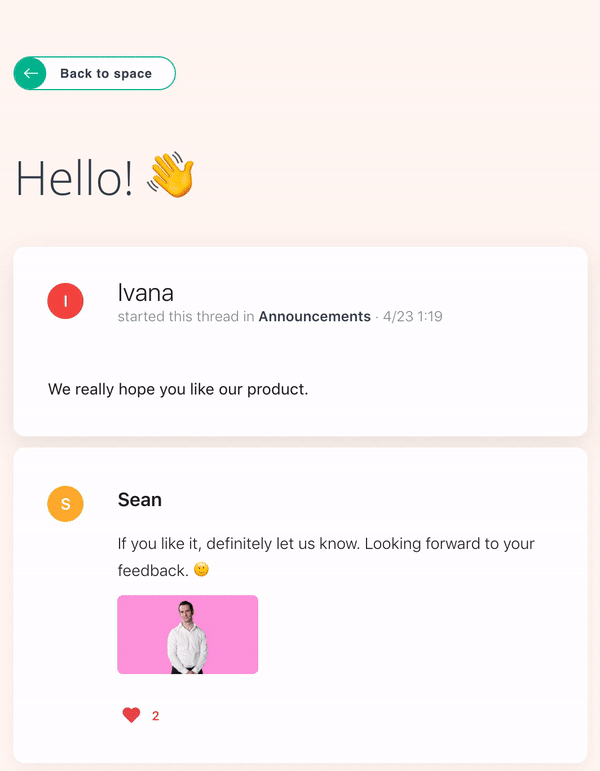 Back to space
Hello! 👋
I
Ivana
started this thread in Announcements · 4/23 1:19
We really hope you like our product.
S
Sean
If you like it, definitely let us know. Looking forward to your
feedback. 🙂
2